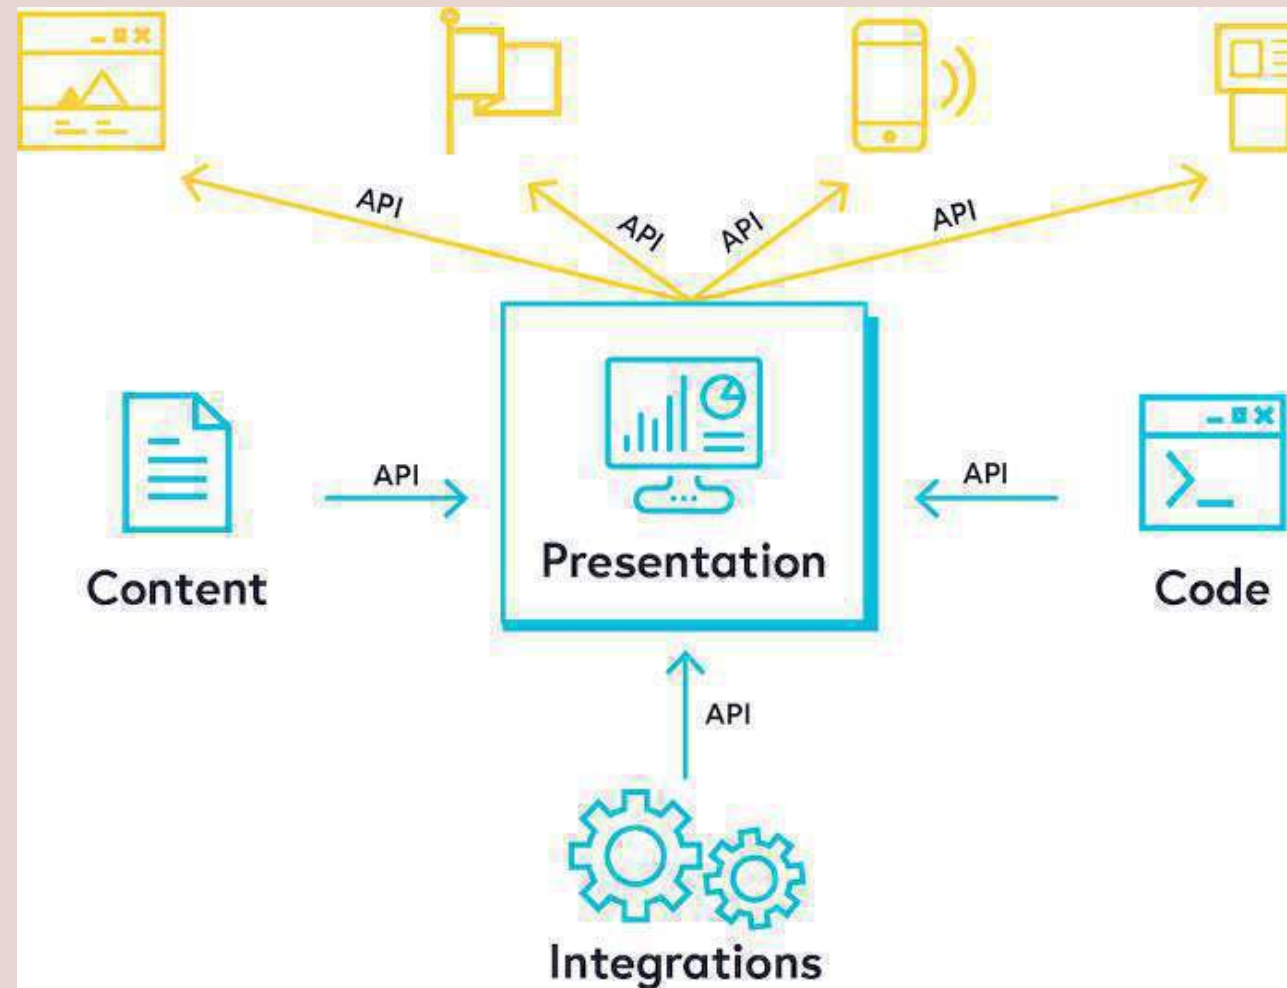 API
API
API
API
API
API
Presentation
Content
Code
API
Integrations